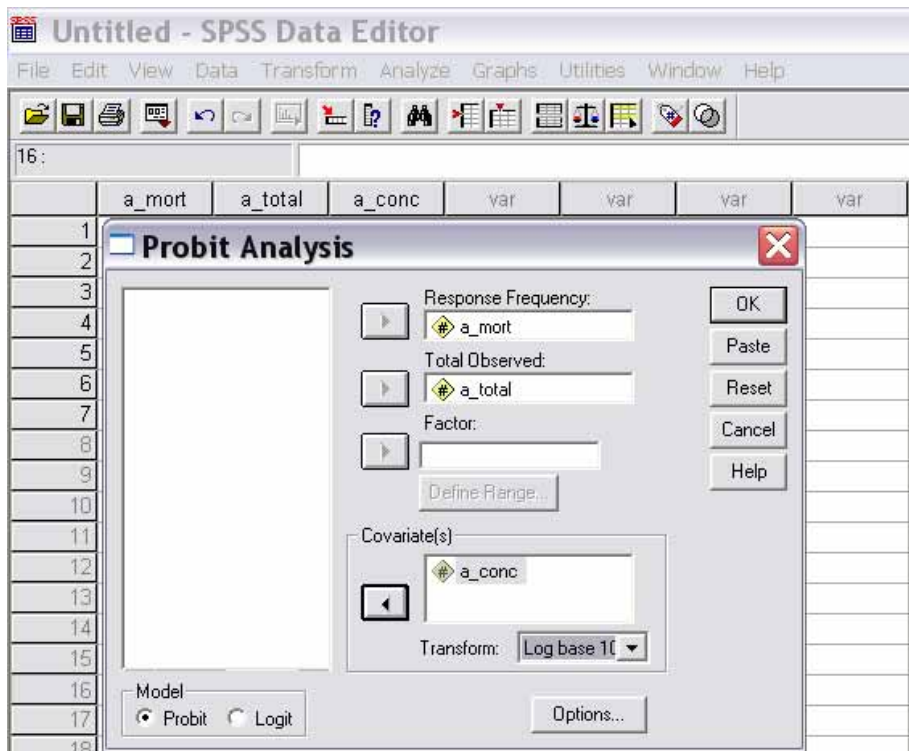 SPSS
Untitled - SPSS Data Editor
File Edit View Data Transform Analyze Graphs Utilities Window Help
16 :
a_mort a_total a_conc var var var var
1
2
3
4
5
6
7
8
9
10
11
12
13
14
15
16
17
18
Probit Analysis
Response Frequency:
# a_mort
Total Observed:
# a_total
Factor:
Define Range...
Covariate(s)
# a_conc
Transform: Log base 10
Model
Probit Logit
Options...
OK
Paste
Reset
Cancel
Help